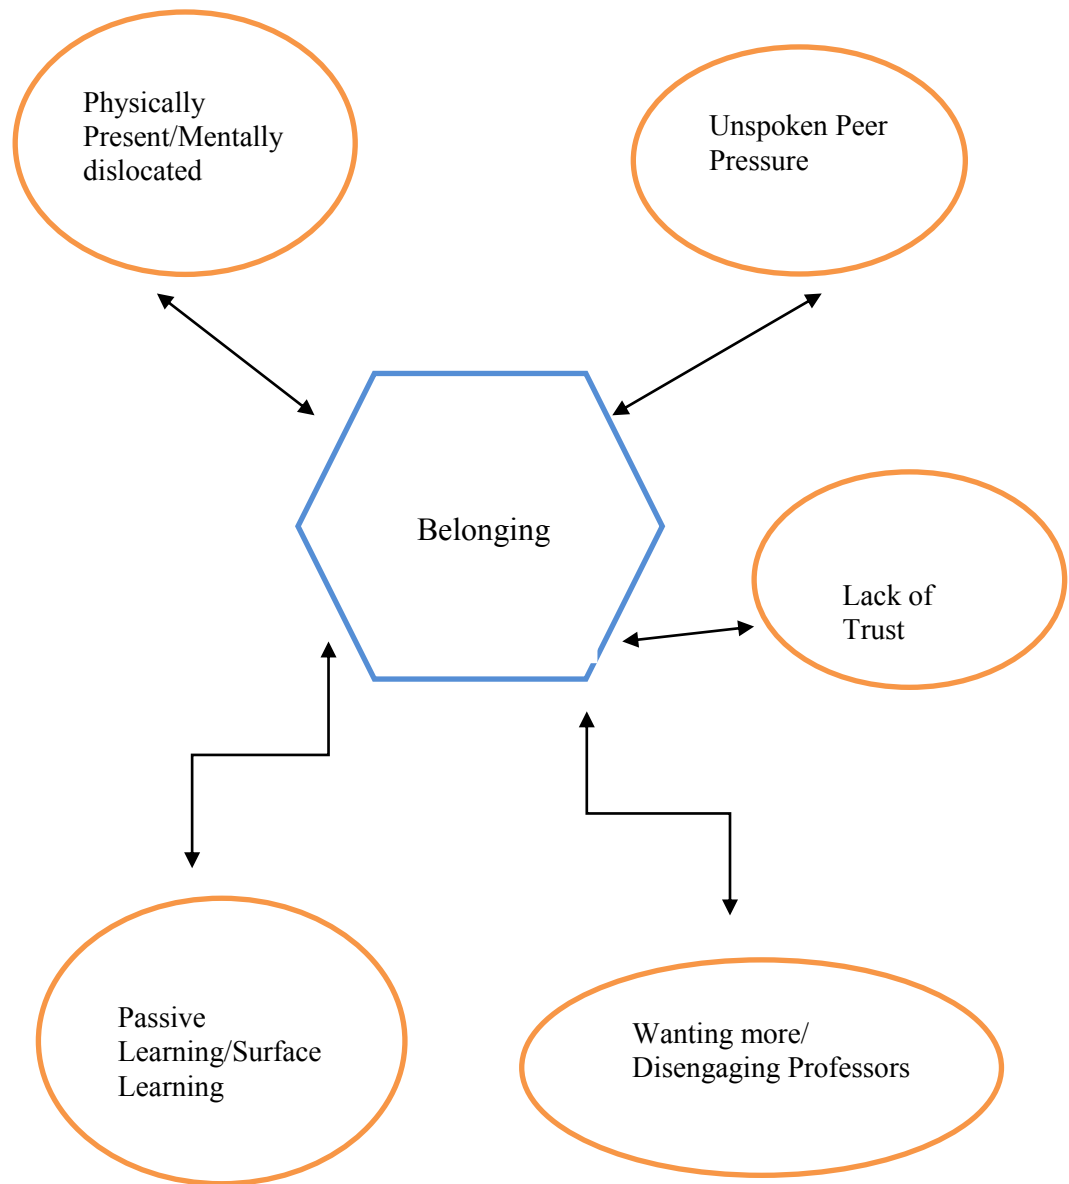 Physically
Present/Mentally
dislocated
Unspoken Peer
Pressure
Belonging
Lack of
Trust
Passive
Learning/Surface
Learning
Wanting more/
Disengaging Professors